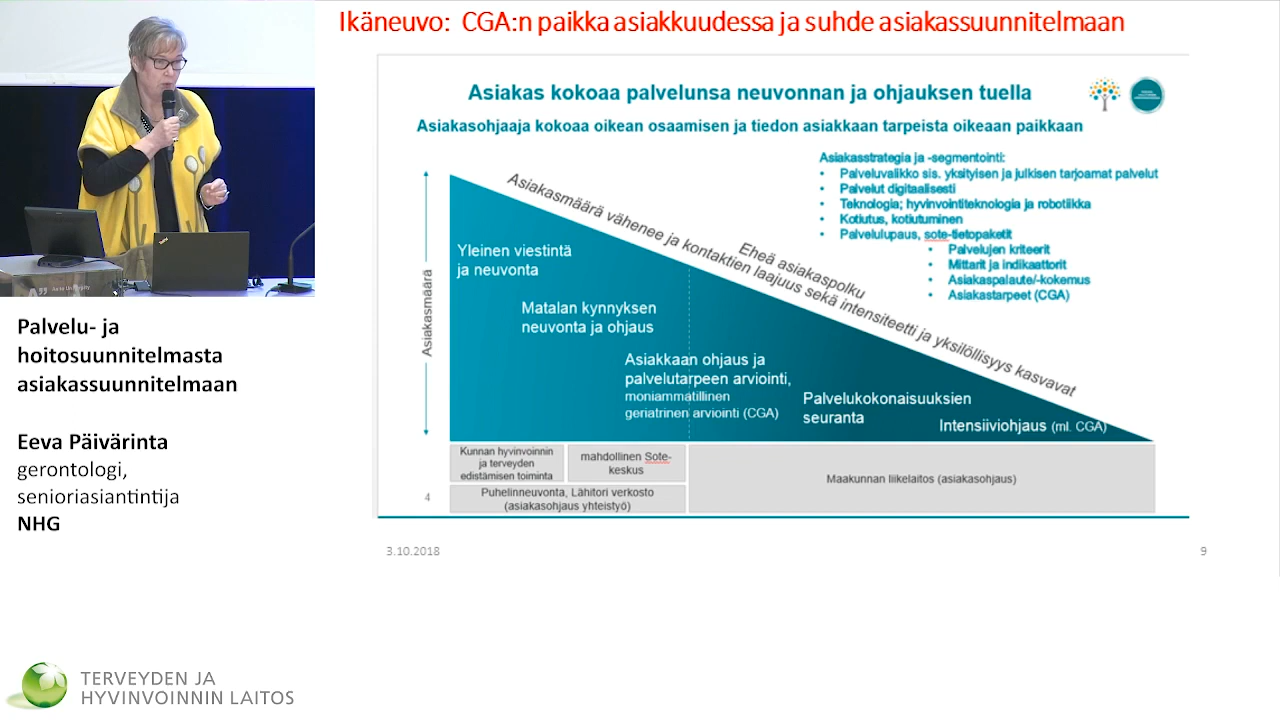 Ikäneuvo: CGA:n paikka asiakkuudessa ja suhde asiakassuunnitelmaan
Asiakas kokoaa palvelunsa neuvonnan ja ohjauksen tuella
Asiakasohjaaja kokoaa oikean osaamisen ja tiedon asiakkaan tarpeista oikeaan paikkaan
Asiakasstrategia ja -segmentointi:
• Palveluvalikko sis. yksityisen ja julkisen tarjoamat palvelut
• Palvelut digitaalisesti
• Teknologia; hyvinvointiteknologia ja robotiikka
• Kotiutus, kotiutuminen
• Palvelulupaus, sote-tietopaketit
• Palvelujen kriteerit
• Mittarit ja indikaattorit
• Asiakaspalaute/-kokemus
• Asiakastarpeet (CGA)
Asiakasmäärä vähenee ja kontaktien laajuus sekä intensiteetti ja yksilöllisyys kasvavat
Eheä asiakaspolku
Asiakasmäärä
Yleinen viestintä
ja neuvonta
Matalan kynnyksen
neuvonta ja ohjaus
Asiakkaan ohjaus ja
palvelutarpeen arviointi,
moniammatillinen
geriatrinen arviointi (CGA)
Palvelukokonaisuuksien
seuranta
Intensiiviohjaus (ml. CGA)
Kunnan hyvinvoinnin
ja terveyden
edistämisen toiminta
mahdollinen Sote-
keskus
Puhelinneuvonta, Lähitori verkosto
(asiakasohjaus yhteistyö)
Maakunnan liikelaitos (asiakasohjaus)
4
3.10.2018
9
Palvelu- ja
hoitosuunnitelmasta
asiakassuunnitelmaan
Eeva Päivärinta
gerontologi,
senioriasiantintija
NHG
TERVEYDEN JA
HYVINVOINNIN LAITOS